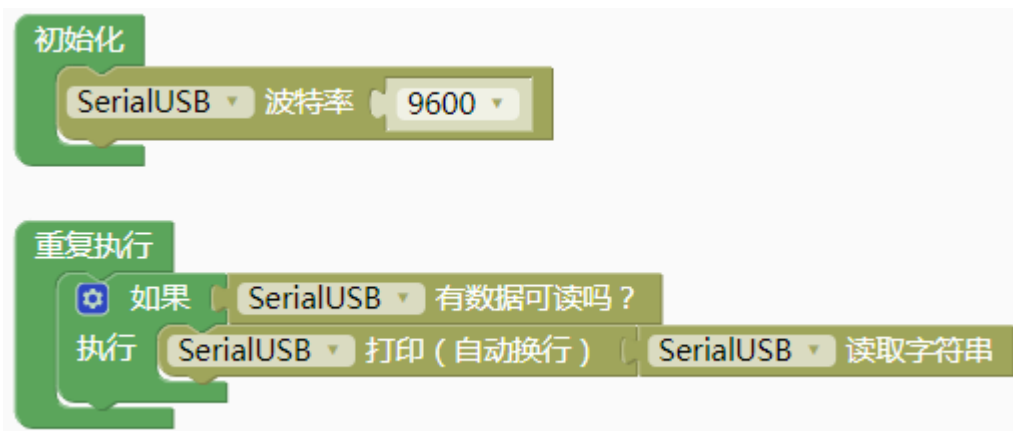 初始化
SerialUSB 波特率 9600
重复执行
如果 SerialUSB 有数据可读吗？
执行 SerialUSB 打印（自动换行） SerialUSB 读取字符串